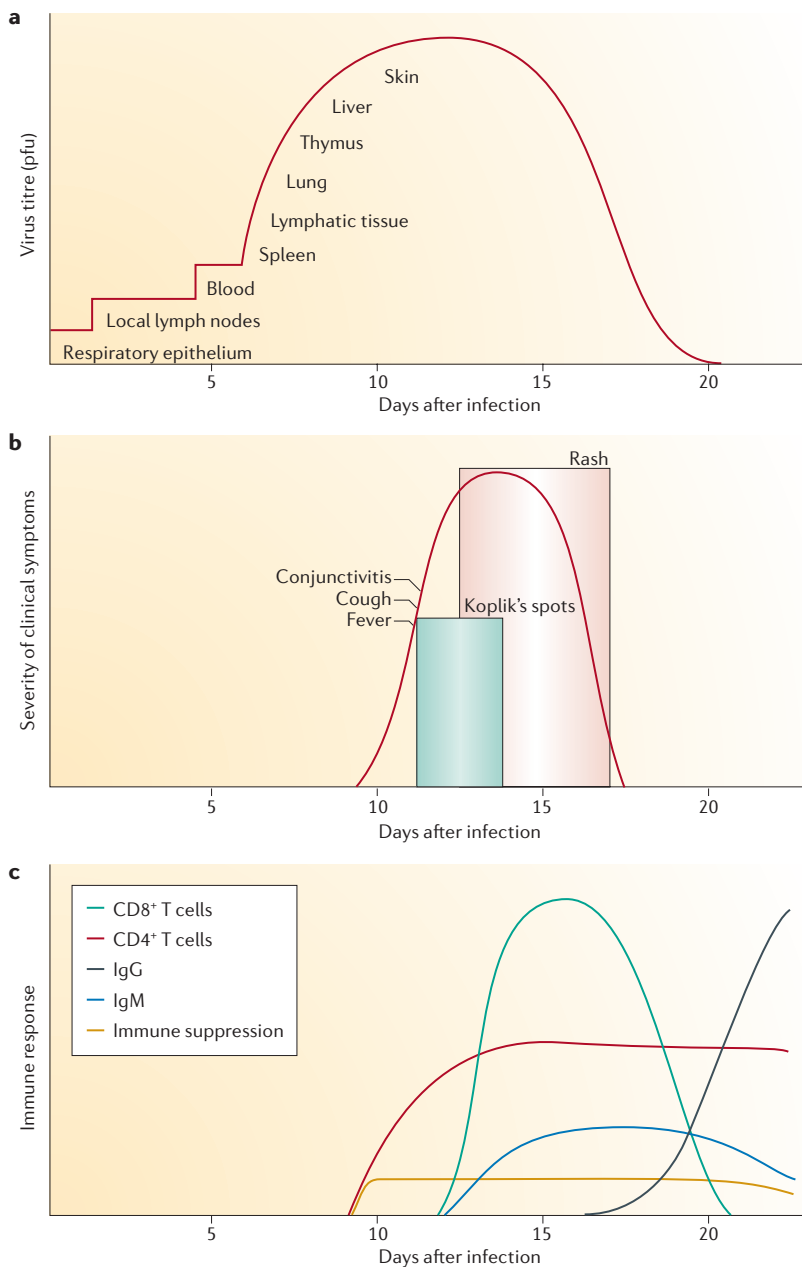 a
Virus titre (pfu)
Skin
Liver
Thymus
Lung
Lymphatic tissue
Spleen
Blood
Local lymph nodes
Respiratory epithelium
5 10 15 20
Days after infection
b
Severity of clinical symptoms
Rash
Conjunctivitis
Cough
Koplik's spots
Fever
5 10 15 20
Days after infection
c
Immune response
CD8⁺ T cells
CD4⁺ T cells
IgG
IgM
Immune suppression
5 10 15 20
Days after infection